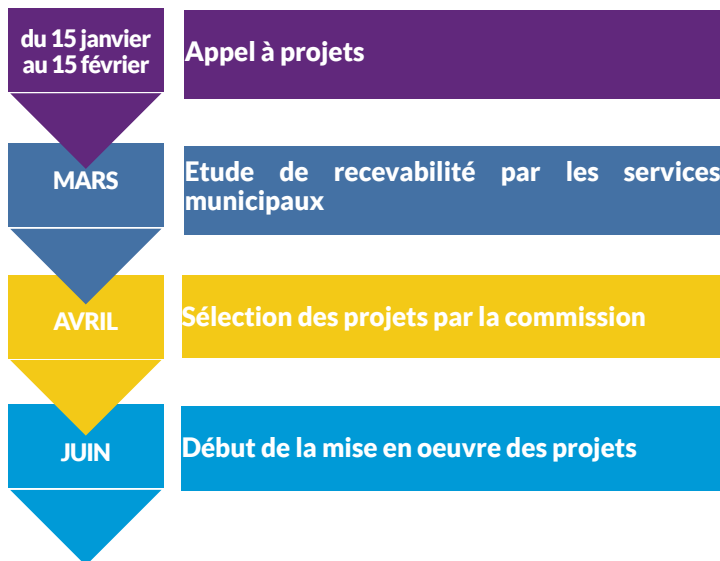 du 15 janvier
au 15 février
Appel à projets
MARS
Etude de recevabilité par les services
municipaux
AVRIL
Sélection des projets par la commission
JUIN
Début de la mise en oeuvre des projets